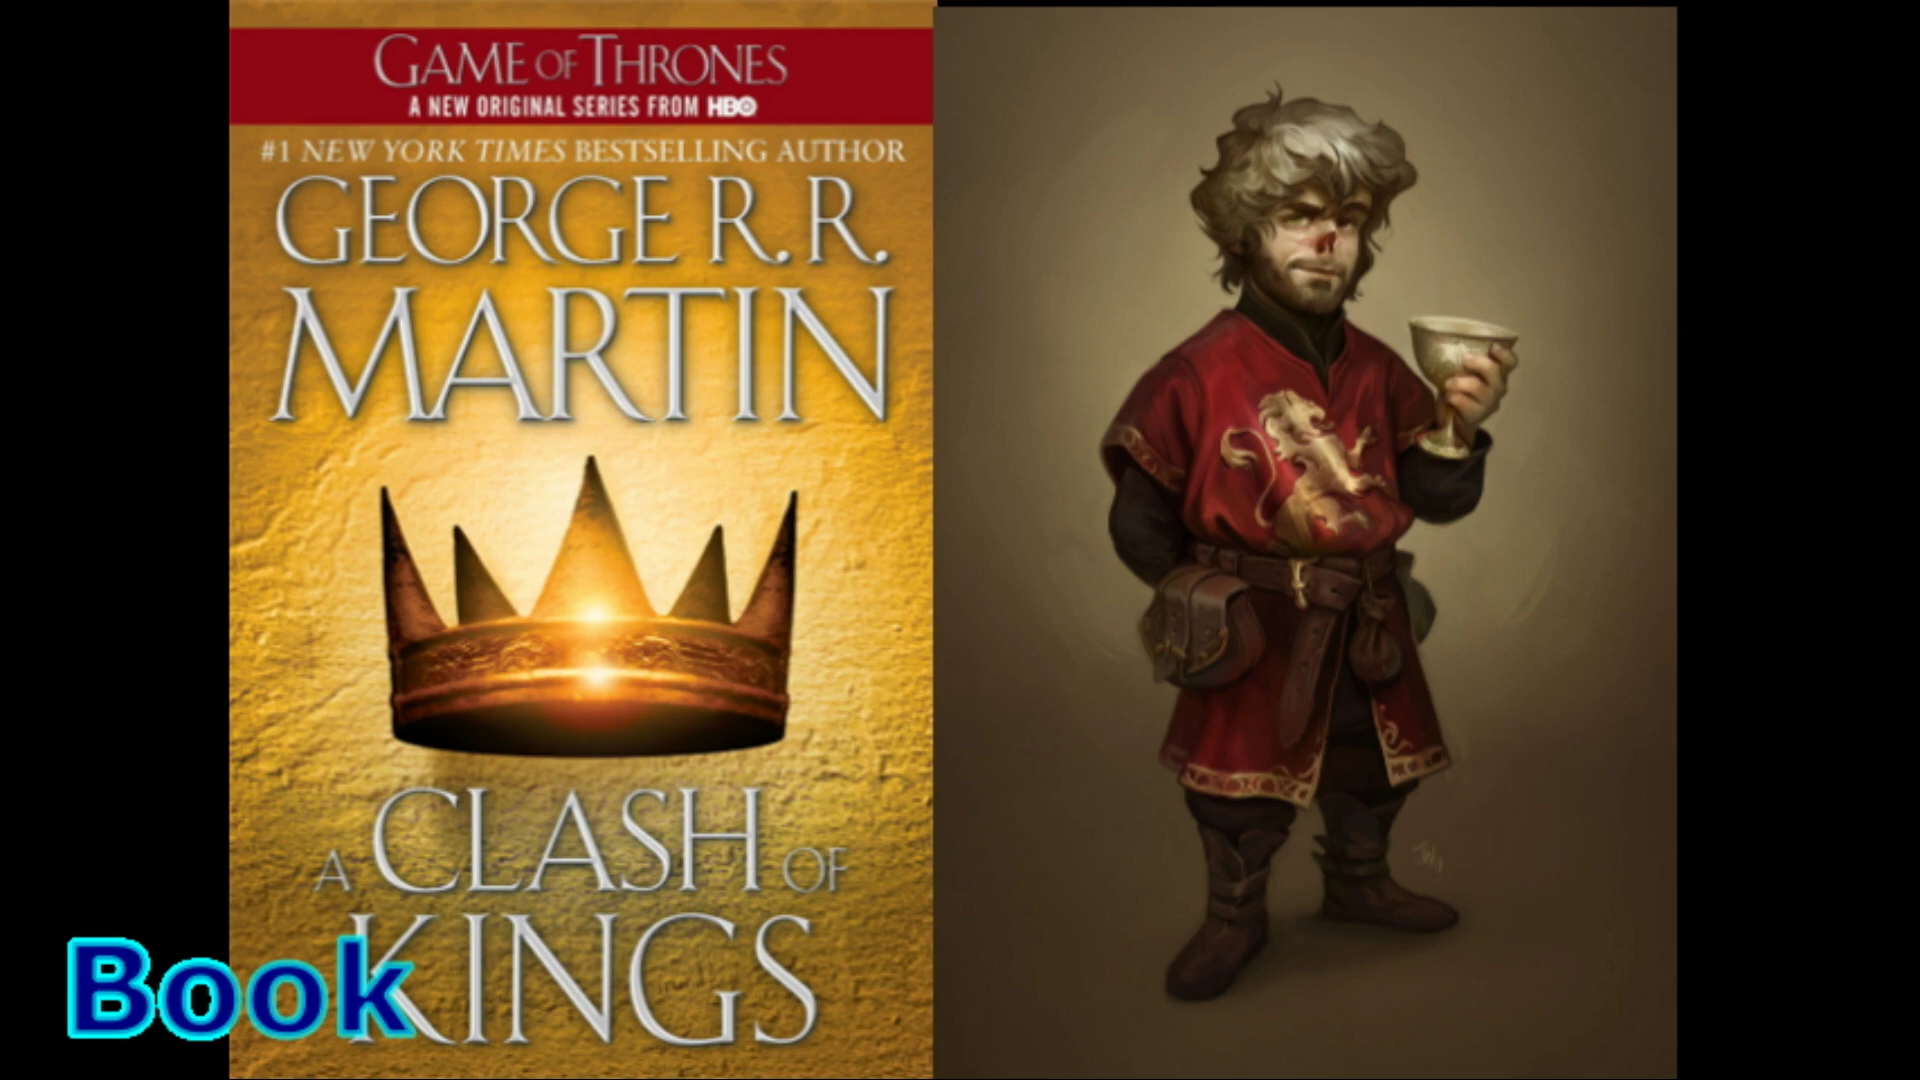 GAME OF THRONES
A NEW ORIGINAL SERIES FROM HBO
#1 NEW YORK TIMES BESTSELLING AUTHOR
GEORGE R. R.
MARTIN
A CLASH OF
KINGS
Book